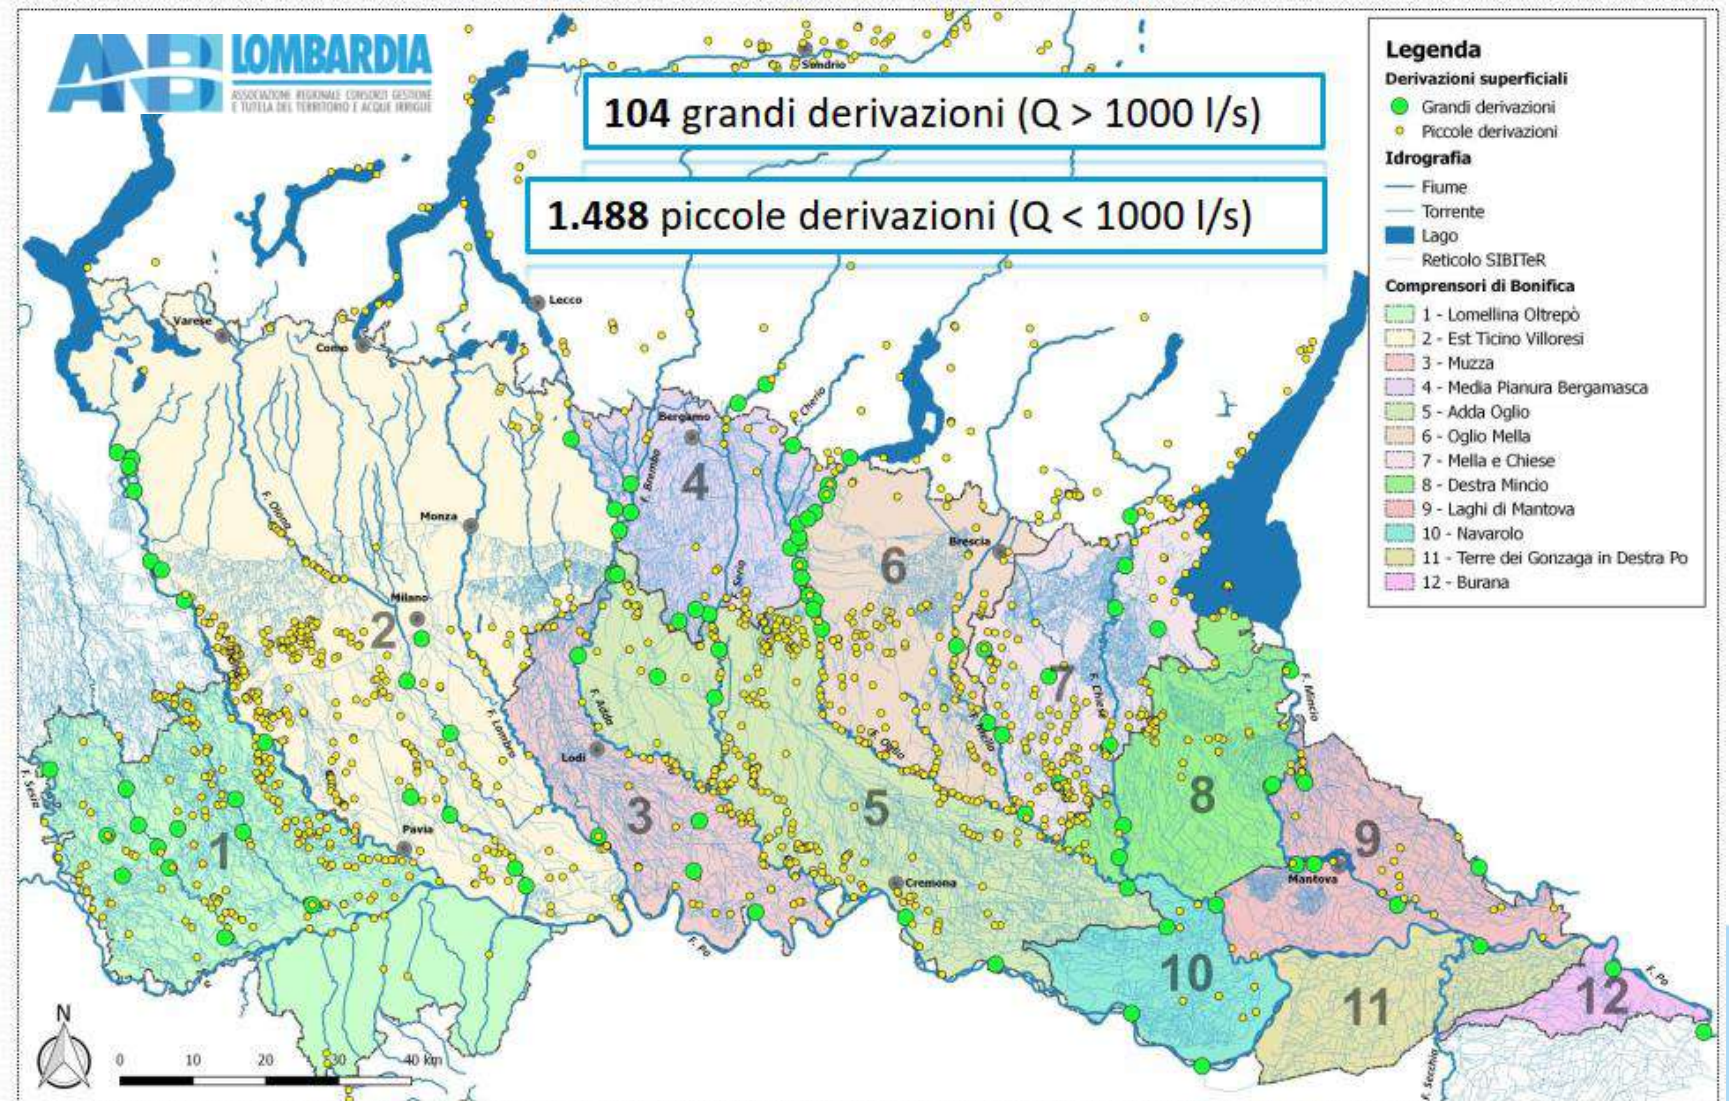 ANBI LOMBARDIA
ASSOCIAZIONE REGIONALE CONSORZI GESTIONE
E TUTELA DEL TERRITORIO E ACQUE IRRIGUE
Sondrio
104 grandi derivazioni (Q > 1000 l/s)
1.488 piccole derivazioni (Q < 1000 l/s)
Legenda
Derivazioni superficiali
Grandi derivazioni
Piccole derivazioni
Idrografia
Fiume
Torrente
Lago
Reticolo SIBITeR
Comprensori di Bonifica
1 - Lomellina Oltrepò
2 - Est Ticino Villoresi
3 - Muzza
4 - Media Pianura Bergamasca
5 - Adda Oglio
6 - Oglio Mella
7 - Mella e Chiese
8 - Destra Mincio
9 - Laghi di Mantova
10 - Navarolo
11 - Terre dei Gonzaga in Destra Po
12 - Burana
Lecco
Varese
Como
Bergamo
F. Cherio
F. Brembo
4
F. Olona
Monza
Brescia
6
F. Serio
Milano
2
7
F. Adda
F. Lambro
F. Mella
F. Chiese
F. Mincio
F. Oglio
Lodi
F. Sesia
3
5
8
9
1
Pavia
Cremona
Mantova
F. Po
10
11
12
F. Po
F. Secchia
N
0 10 20 30 40 km